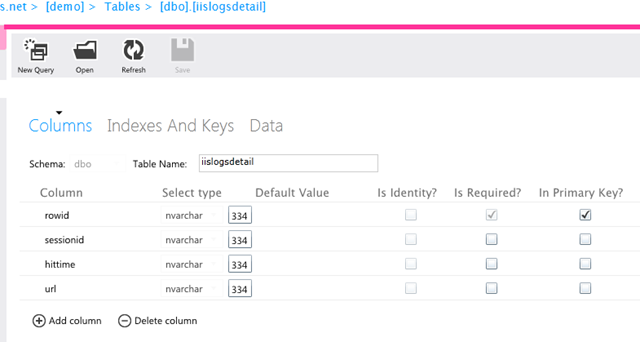 s.net > [demo] > Tables > [dbo].[iislogsdetail]
New Query Open Refresh Save
Columns Indexes And Keys Data
Schema: dbo Table Name: iislogsdetail
Column Select type Default Value Is Identity? Is Required? In Primary Key?
rowid nvarchar 334
sessionid nvarchar 334
hittime nvarchar 334
url nvarchar 334
Add column Delete column